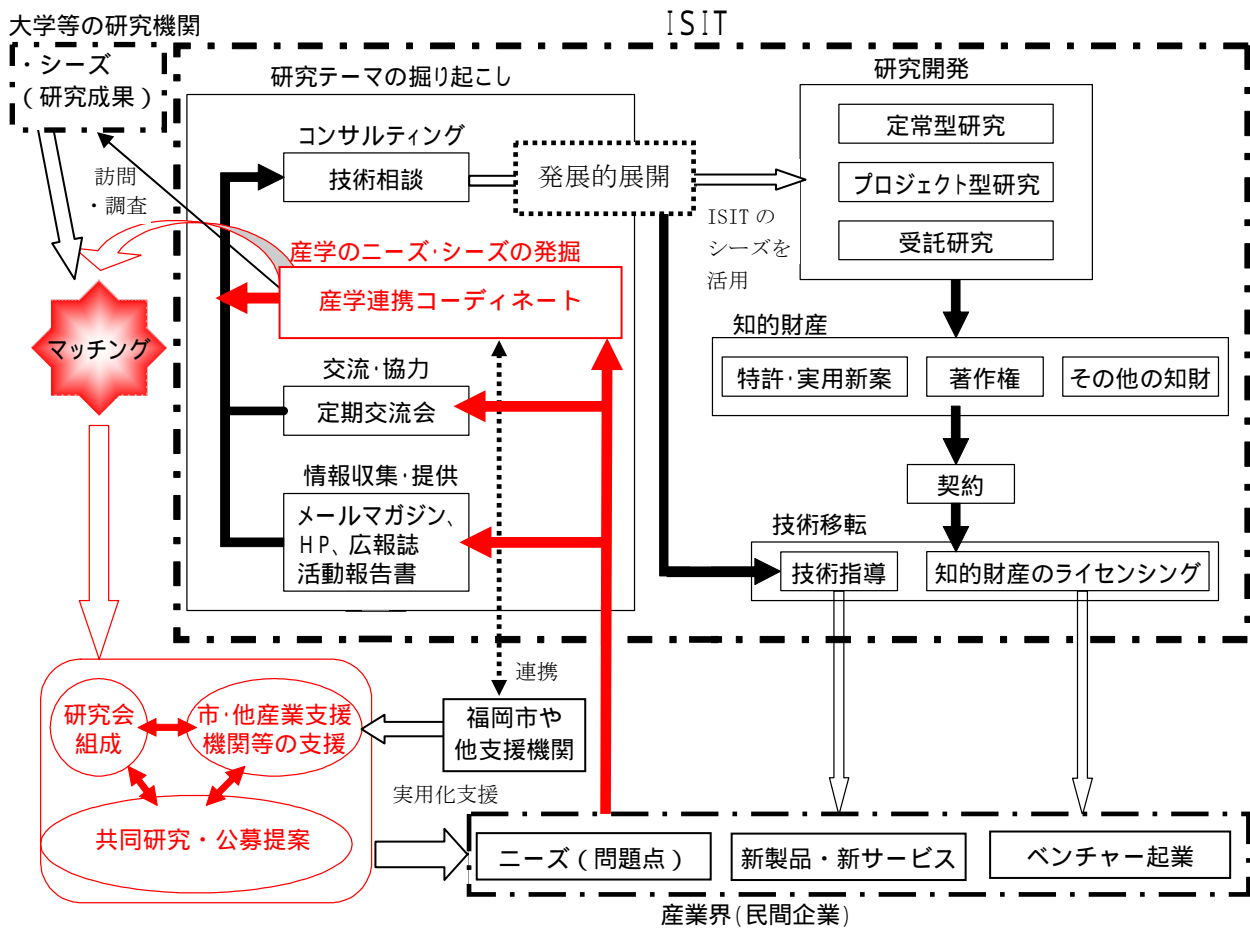 ISIT
大学等の研究機関
・シーズ
(研究成果)
訪問
・調査
マッチング
研究テーマの掘り起こし
コンサルティング
技術相談
発展的展開
産学のニーズ・シーズの発掘
産学連携コーディネート
交流・協力
定期交流会
情報収集・提供
メールマガジン、
HP、広報誌
活動報告書
ISITの
シーズを
活用
研究開発
定常型研究
プロジェクト型研究
受託研究
知的財産
特許・実用新案
著作権
その他の知財
契約
技術移転
技術指導
知的財産のライセンシング
連携
福岡市や
他支援機関
研究会
組成
市・他産業支援
機関等の支援
共同研究・公募提案
実用化支援
ニーズ(問題点)
新製品・新サービス
ベンチャー起業
産業界(民間企業)